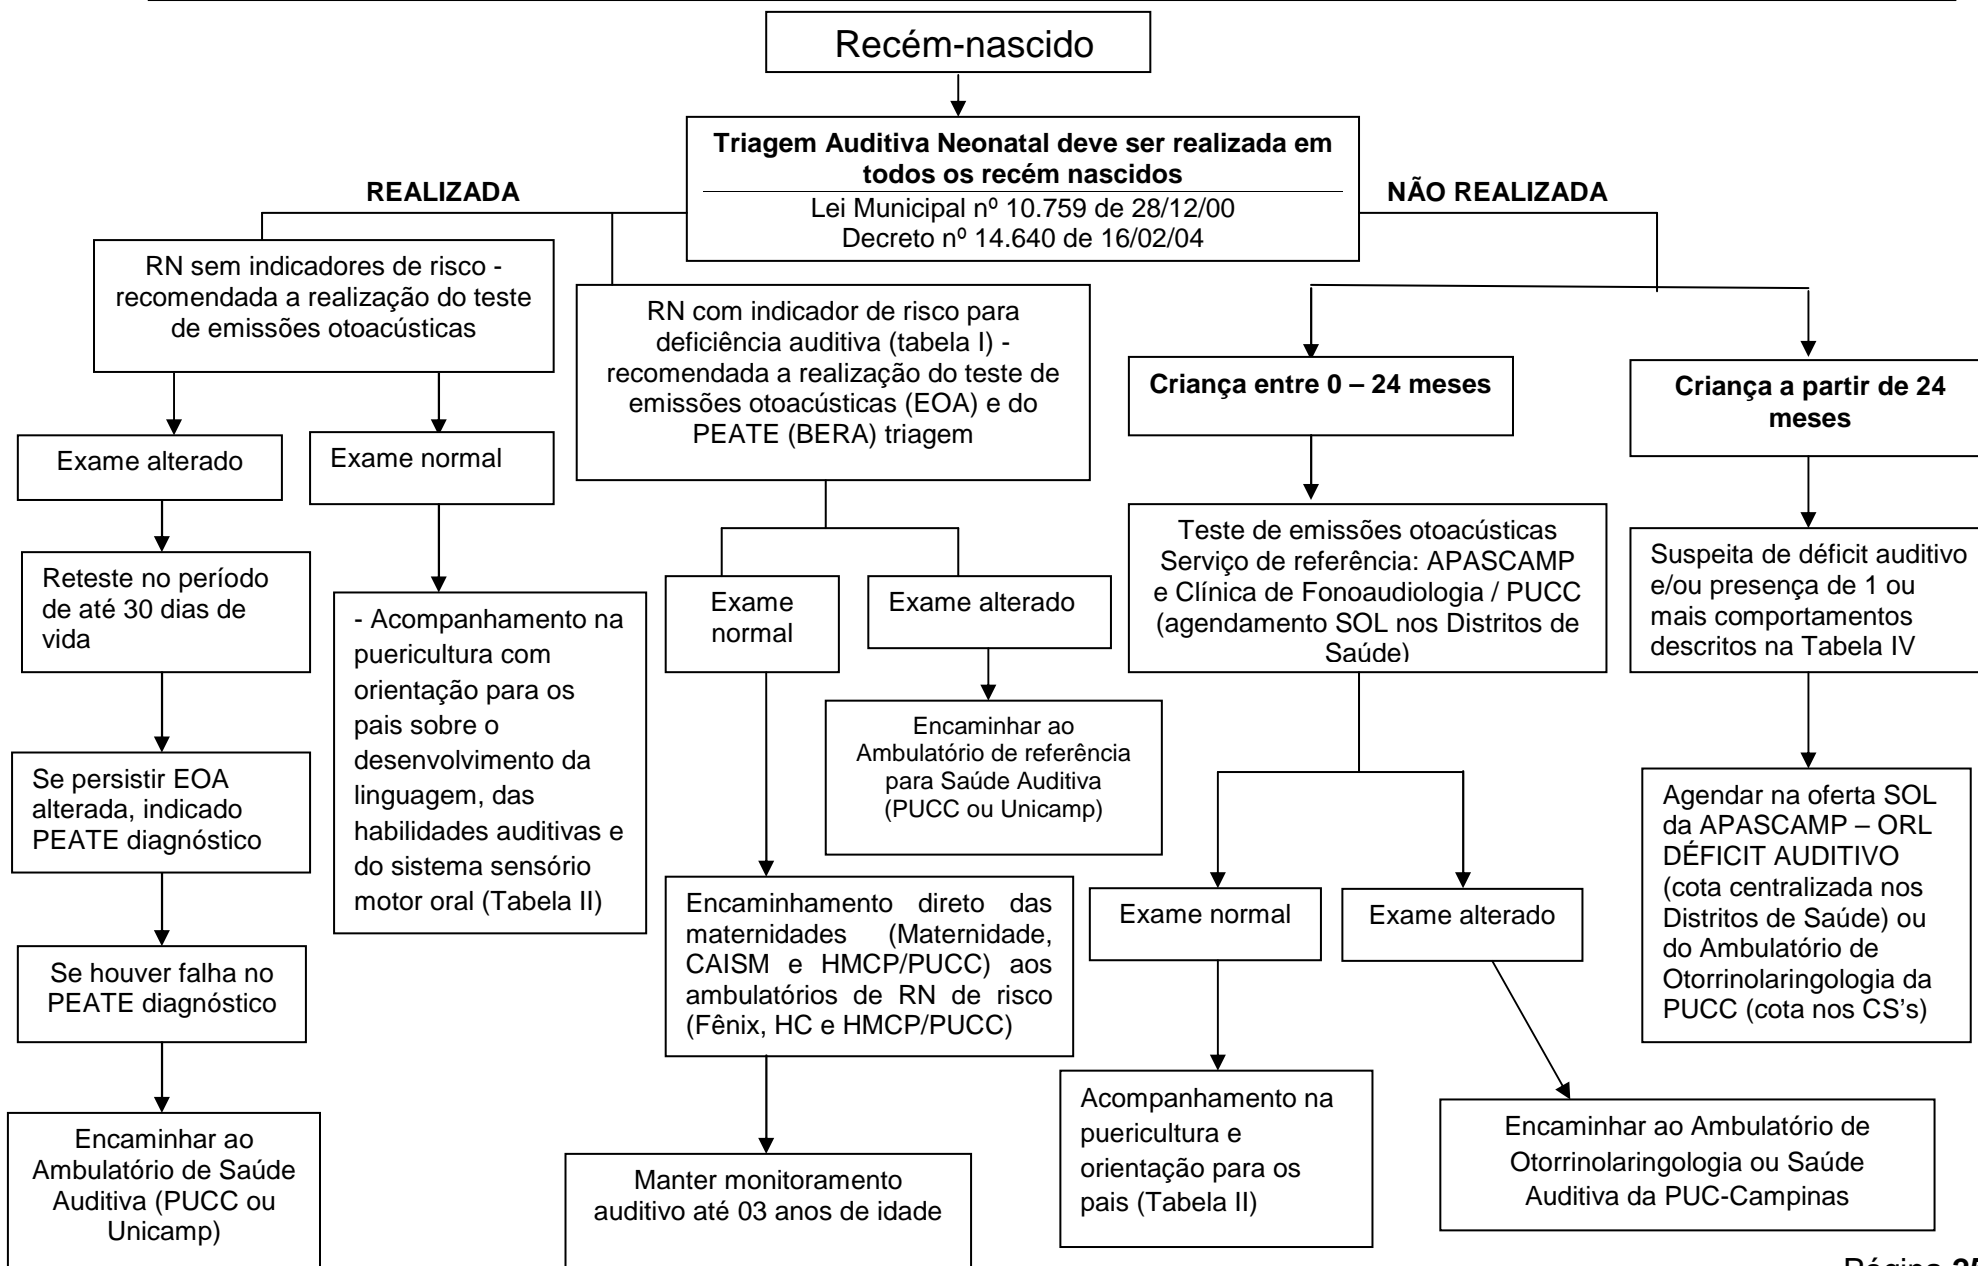 Recém-nascido
Triagem Auditiva Neonatal deve ser realizada em
todos os recém nascidos
Lei Municipal nº 10.759 de 28/12/00
Decreto nº 14.640 de 16/02/04
REALIZADA
NÃO REALIZADA
RN sem indicadores de risco -
recomendada a realização do teste
de emissões otoacústicas
RN com indicador de risco para
deficiência auditiva (tabela I) -
recomendada a realização do teste de
emissões otoacústicas (EOA) e do
PEATE (BERA) triagem
Criança entre 0 – 24 meses
Criança a partir de 24
meses
Exame alterado
Exame normal
Reteste no período
de até 30 dias de
vida
- Acompanhamento na
puericultura com
orientação para os
pais sobre o
desenvolvimento da
linguagem, das
habilidades auditivas e
do sistema sensório
motor oral (Tabela II)
Exame
normal
Exame alterado
Teste de emissões otoacústicas
Serviço de referência: APASCAMP
e Clínica de Fonoaudiologia / PUCC
(agendamento SOL nos Distritos de
Saúde)
Suspeita de déficit auditivo
e/ou presença de 1 ou
mais comportamentos
descritos na Tabela IV
Se persistir EOA
alterada, indicado
PEATE diagnóstico
Encaminhar ao
Ambulatório de referência
para Saúde Auditiva
(PUCC ou Unicamp)
Agendar na oferta SOL
da APASCAMP – ORL
DÉFICIT AUDITIVO
(cota centralizada nos
Distritos de Saúde) ou
do Ambulatório de
Otorrinolaringologia da
PUCC (cota nos CS’s)
Se houver falha no
PEATE diagnóstico
Encaminhamento direto das
maternidades (Maternidade,
CAISM e HMCP/PUCC) aos
ambulatórios de RN de risco
(Fênix, HC e HMCP/PUCC)
Exame normal
Exame alterado
Encaminhar ao
Ambulatório de Saúde
Auditiva (PUCC ou
Unicamp)
Manter monitoramento
auditivo até 03 anos de idade
Acompanhamento na
puericultura e
orientação para os
pais (Tabela II)
Encaminhar ao Ambulatório de
Otorrinolaringologia ou Saúde
Auditiva da PUC-Campinas
Página